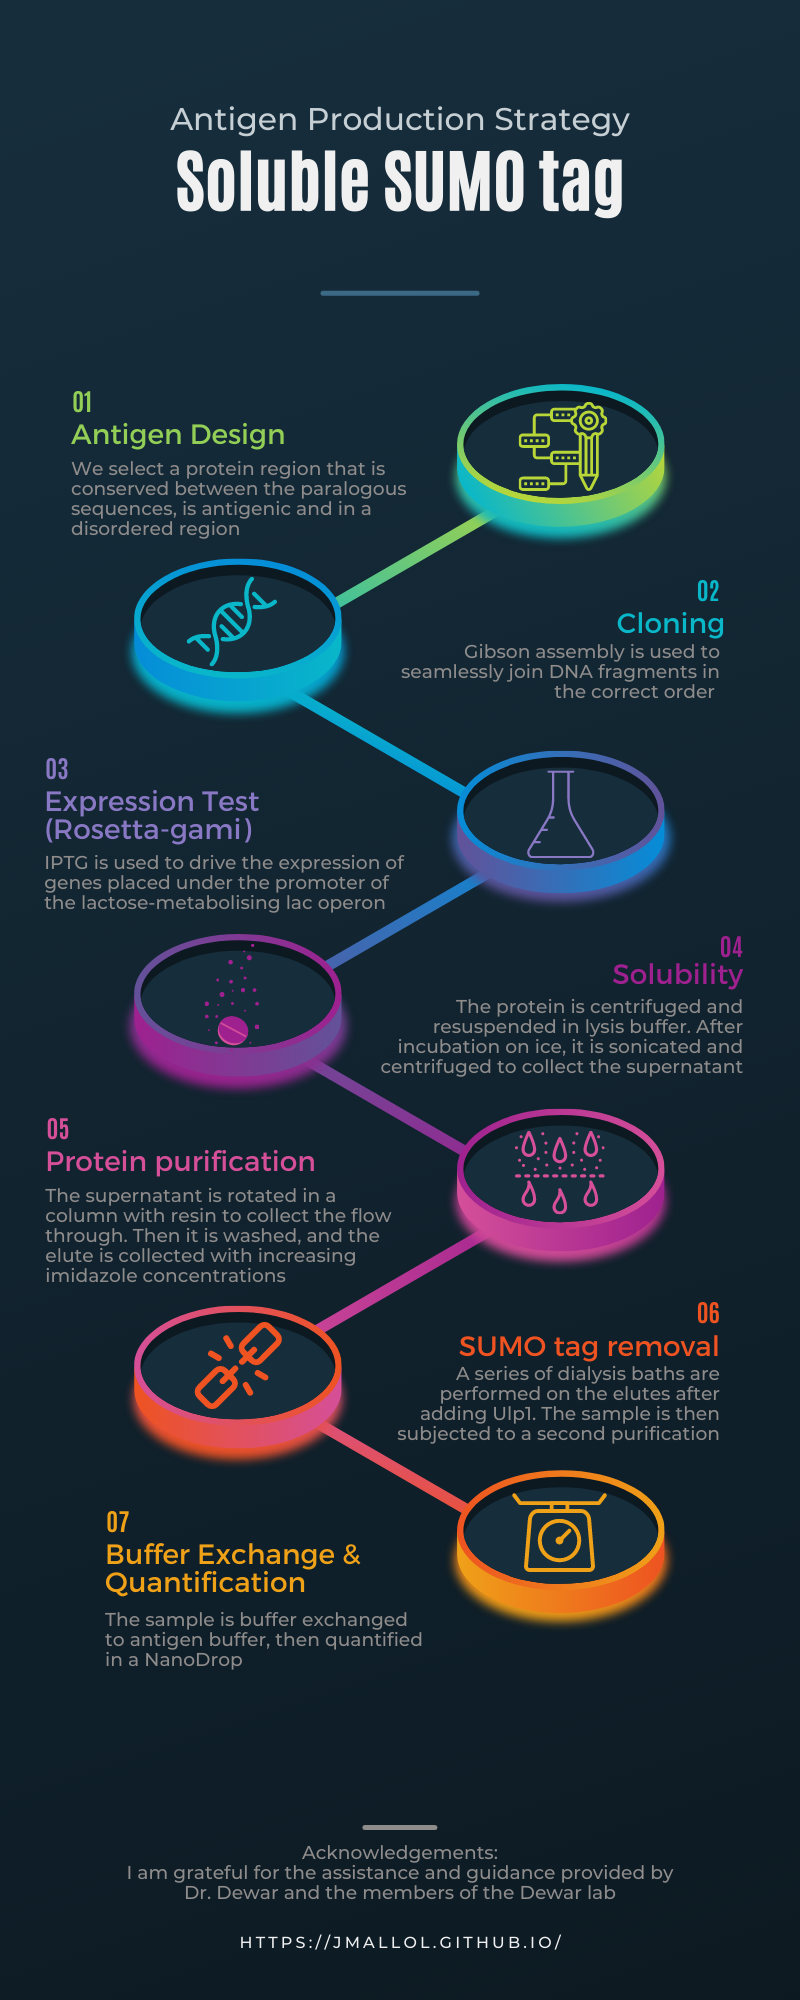 Antigen Production Strategy
Soluble SUMO tag
01
Antigen Design
We select a protein region that is
conserved between the paralogous
sequences, is antigenic and in a
disordered region
02
Cloning
Gibson assembly is used to
seamlessly join DNA fragments in
the correct order
03
Expression Test
(Rosetta-gami)
IPTG is used to drive the expression of
genes placed under the promoter of
the lactose-metabolising lac operon
04
Solubility
The protein is centrifuged and
resuspended in lysis buffer. After
incubation on ice, it is sonicated and
centrifuged to collect the supernatant
05
Protein purification
The supernatant is rotated in a
column with resin to collect the flow
through. Then it is washed, and the
elute is collected with increasing
imidazole concentrations
06
SUMO tag removal
A series of dialysis baths are
performed on the elutes after
adding Ulp1. The sample is then
subjected to a second purification
07
Buffer Exchange &
Quantification
The sample is buffer exchanged
to antigen buffer, then quantified
in a NanoDrop
Acknowledgements:
I am grateful for the assistance and guidance provided by
Dr. Dewar and the members of the Dewar lab
HTTPS://JMALLOL.GITHUB.IO/